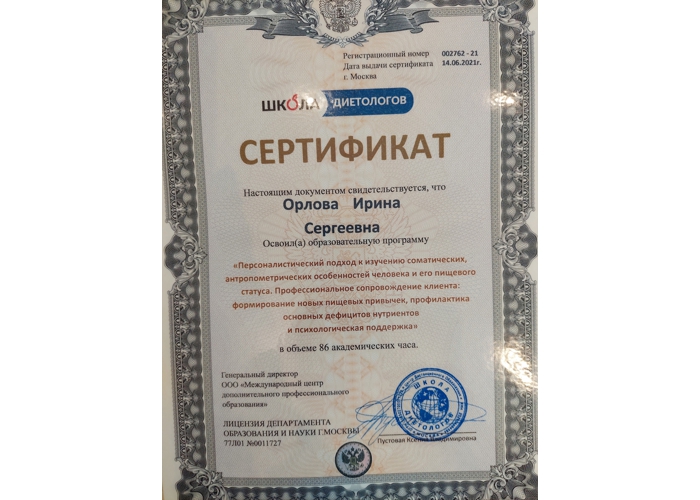 Регистрационный номер 002762 - 21
Дата выдачи сертификата 14.06.2021г.
г. Москва
ШКОЛА ДИЕТОЛОГОВ
СЕРТИФИКАТ
Настоящим документом свидетельствуется, что
Орлова Ирина
Сергеевна
Освоил(а) образовательную программу
«Персоналистический подход к изучению соматических,
антропометрических особенностей человека и его пищевого
статуса. Профессиональное сопровождение клиента:
формирование новых пищевых привычек, профилактика
основных дефицитов нутриентов
и психологическая поддержка»
в объеме 86 академических часа.
Генеральный директор
ООО «Международный центр
дополнительного профессионального
образования»
ЛИЦЕНЗИЯ ДЕПАРТАМЕНТА
ОБРАЗОВАНИЯ И НАУКИ Г.МОСКВЫ
77Л01 №0011727
ШКОЛА
ДИЕТОЛОГОВ
Пустовая